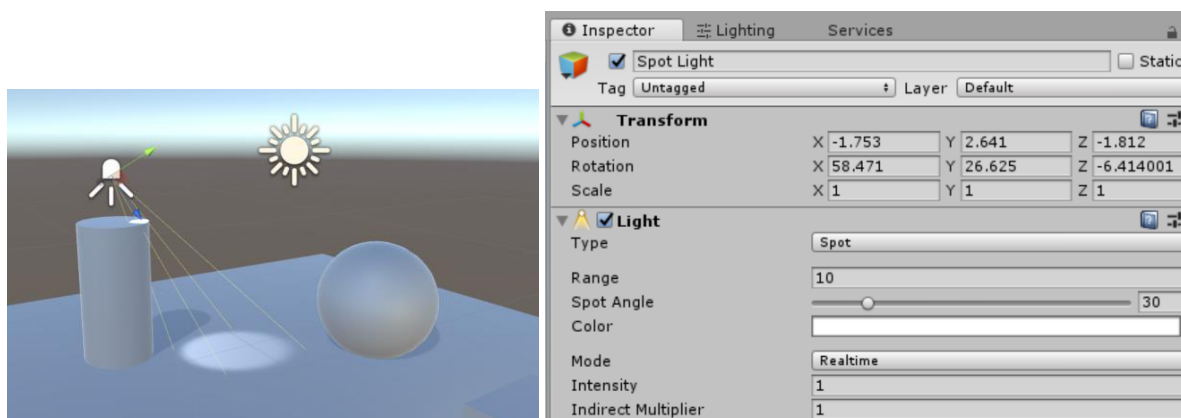 Inspector Lighting Services
Spot Light Static
Tag Untagged Layer Default
Transform
Position X -1.753 Y 2.641 Z -1.812
Rotation X 58.471 Y 26.625 Z -6.414001
Scale X 1 Y 1 Z 1
Light
Type Spot
Range 10
Spot Angle 30
Color
Mode Realtime
Intensity 1
Indirect Multiplier 1